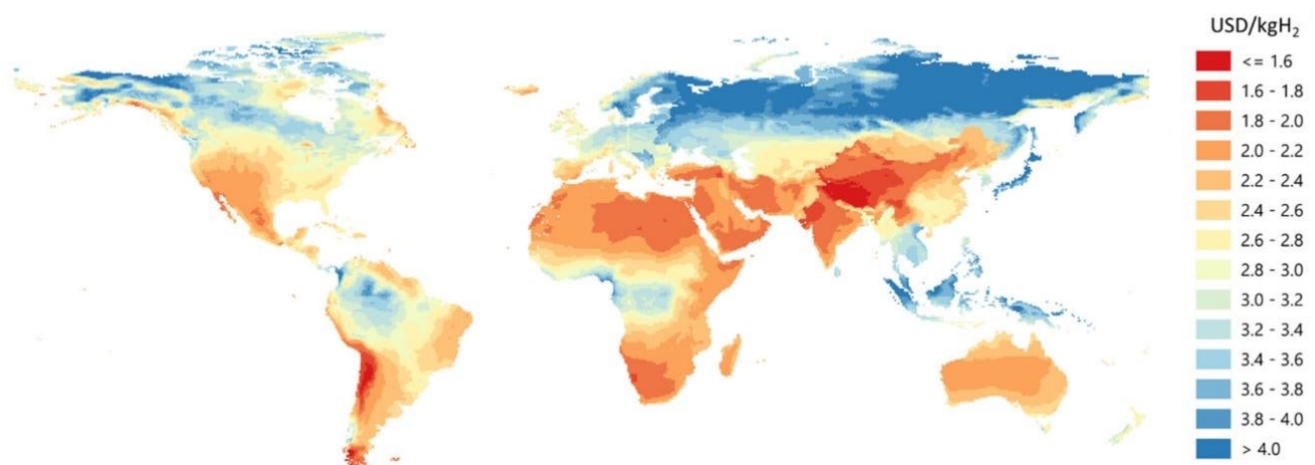 USD/kgH₂
<= 1.6
1.6 - 1.8
1.8 - 2.0
2.0 - 2.2
2.2 - 2.4
2.4 - 2.6
2.6 - 2.8
2.8 - 3.0
3.0 - 3.2
3.2 - 3.4
3.4 - 3.6
3.6 - 3.8
3.8 - 4.0
> 4.0